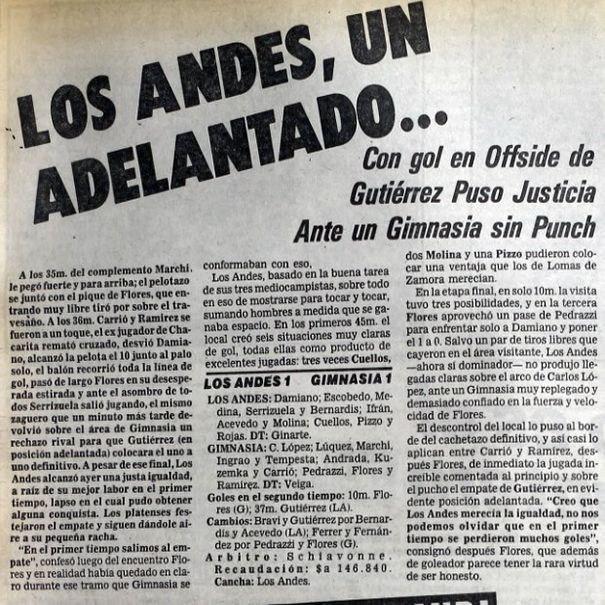 LOS ANDES, UN
ADELANTADO...
Con gol en Offside de
Gutiérrez Puso Justicia
Ante un Gimnasia sin Punch
A los 35m. del complemento Marchi,
le pegó fuerte y para arriba; el pelotazo
se juntó con el pique de Flores, que
entrando muy libre tiró por sobre el tra-
vesaño. A los 36m. Carrió y Ramírez se
fueron a un toque, el ex jugador de Cha-
carita remató cruzado, desvió Damia-
no, alcanzó la pelota el 10 junto al palo
solo, el balón recorrió toda la línea de
gol, pasó de largo Flores en su desespe-
rada estirada y ante el asombro de to-
dos Serrizuela salió jugando, el mismo
zaguero que un minuto más tarde de-
volvió sobre el área de Gimnasia un
rechazo rival para que Gutiérrez (en
posición adelantada) colocara el uno a
uno definitivo. A pesar de ese final, Los
Andes alcanzó ayer una justa igualdad,
a raíz de su mejor labor en el primer
tiempo, lapso en el cual pudo obtener
alguna conquista. Los platenses fes-
tejaron el empate y siguen dándole ai-
re a su pequeña racha.
"En el primer tiempo salimos al em-
pate", confesó luego del encuentro Flo-
res y en realidad había quedado en cla-
ro durante ese tramo que Gimnasia se
conformaban con eso,
Los Andes, basado en la buena tarea
de sus tres mediocampistas, sobre todo
en eso de mostrarse para tocar y tocar,
sumando hombres a medida que se ga-
naba espacio. En los primeros 45m. el
local creó seis situaciones muy claras
de gol, todas ellas como producto de
excelentes jugadas: tres veces Cuellos,
LOS ANDES 1 GIMNASIA 1
LOS ANDES: Damiano; Escobedo, Me-
dina, Serrizuela y Bernardis; Ifrán,
Acevedo y Molina; Cuellos, Pizzo
y Rojas. DT: Ginarte.
GIMNASIA: C. López; Lúquez, Marchi,
Ingrao y Tempesta; Andrada, Ku-
zemka y Carrió; Pedrazzi, Flores y
Ramírez. DT: Veiga.
Goles en el segundo tiempo: 10m. Flo-
res (G); 37m. Gutiérrez (LA).
Cambios: Bravi y Gutiérrez por Bernar-
dis y Acevedo (LA); Ferrer y Fernán-
dez por Pedrazzi y Flores (G).
Arbitro: Schiavonne.
Recaudación: $a 146.840.
Cancha: Los Andes.
dos Molina y una Pizzo pudieron colo-
car una ventaja que los de Lomas de
Zamora merecían.
En la etapa final, en solo 10m. la visita
tuvo tres posibilidades, y en la tercera
Flores aprovechó un pase de Pedrazzi
para enfrentar solo a Damiano y poner
el 1 a 0. Salvo un par de tiros libres que
cayeron en el área visitante, Los Andes
—ahora sí dominador— no produjo lle-
gadas claras sobre el arco de Carlos Ló-
pez, ante un Gimnasia muy replegado y
demasiado confiado en la fuerza y ve-
locidad de Flores.
El descontrol del local lo puso al bor-
de del cachetazo definitivo, y así casi lo
aplican entre Carrió y Ramírez, des-
pués Flores, de inmediato la jugada in-
creíble comentada al principio y sobre
el pucho el empate de Gutiérrez, en evi-
dente posición adelantada. "Creo que
Los Andes merecía la igualdad, no nos
podemos olvidar que en el primer
tiempo se perdieron muchos goles",
consignó después Flores, que además
de goleador parece tener la rara virtud
de ser honesto.